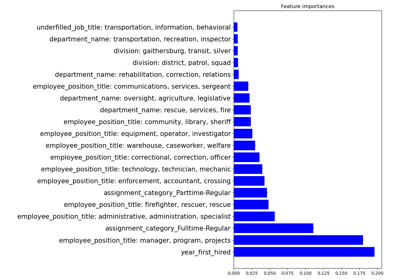 Feature importances
underfilled_job_title: transportation, information, behavioral
department_name: transportation, recreation, inspector
division: gaithersburg, transit, silver
division: district, patrol, squad
department_name: rehabilitation, correction, relations
employee_position_title: communications, services, sergeant
department_name: oversight, agriculture, legislative
department_name: rescue, services, fire
employee_position_title: community, library, sheriff
employee_position_title: equipment, operator, investigator
employee_position_title: warehouse, caseworker, welfare
employee_position_title: correctional, correction, officer
employee_position_title: technology, technician, mechanic
employee_position_title: enforcement, accountant, crossing
assignment_category_Parttime-Regular
employee_position_title: firefighter, rescuer, rescue
employee_position_title: administrative, administration, specialist
assignment_category_Fulltime-Regular
employee_position_title: manager, program, projects
year_first_hired
0.000 0.025 0.050 0.075 0.100 0.125 0.150 0.175 0.200